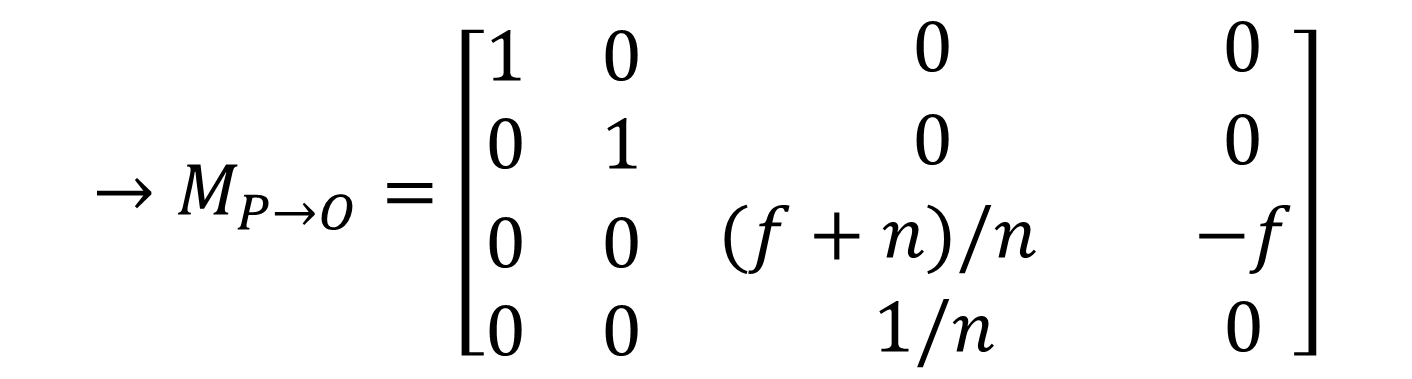 → M_{P→O} = [1 0 0 0
0 1 0 0
0 0 (f + n)/n −f
0 0 1/n 0]